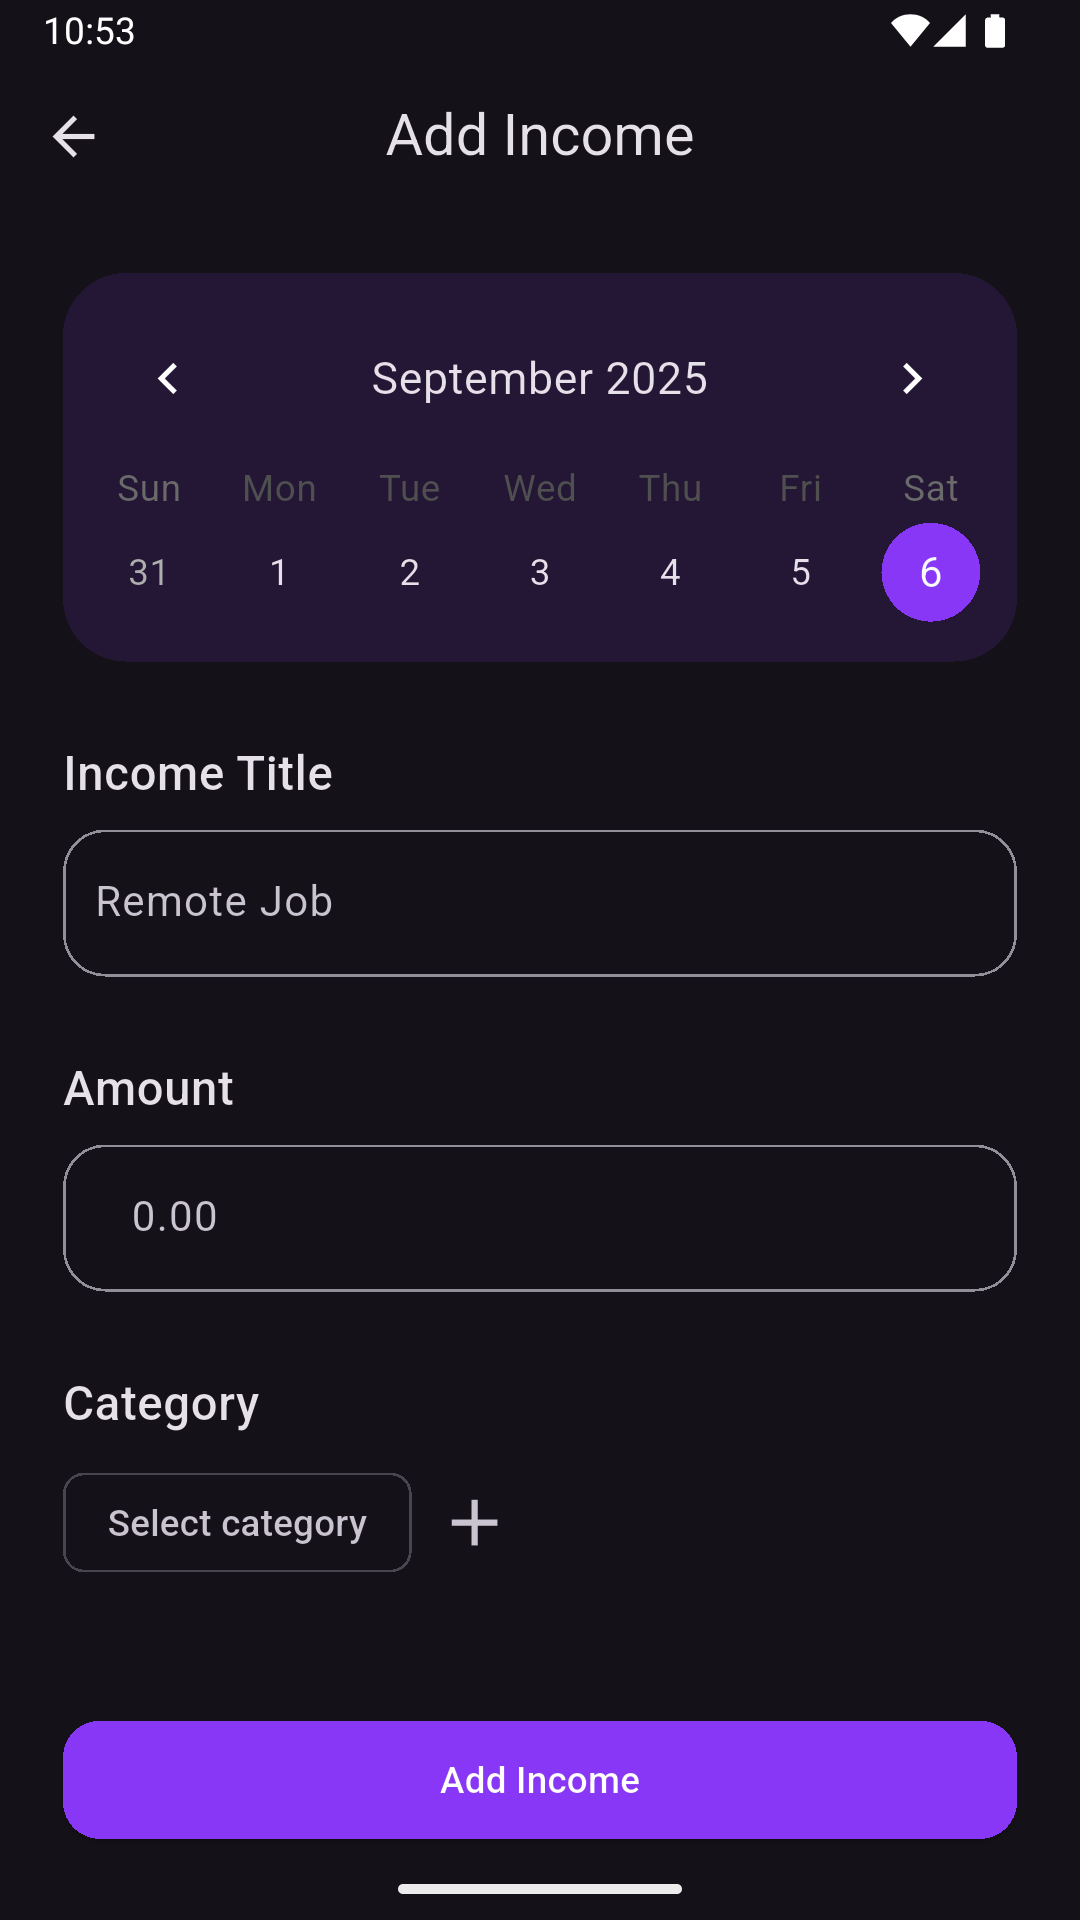 10:53
Add Income
September 2025
Sun Mon Tue Wed Thu Fri Sat
31 1 2 3 4 5 6
Income Title
Remote Job
Amount
0.00
Category
Select category
Add Income